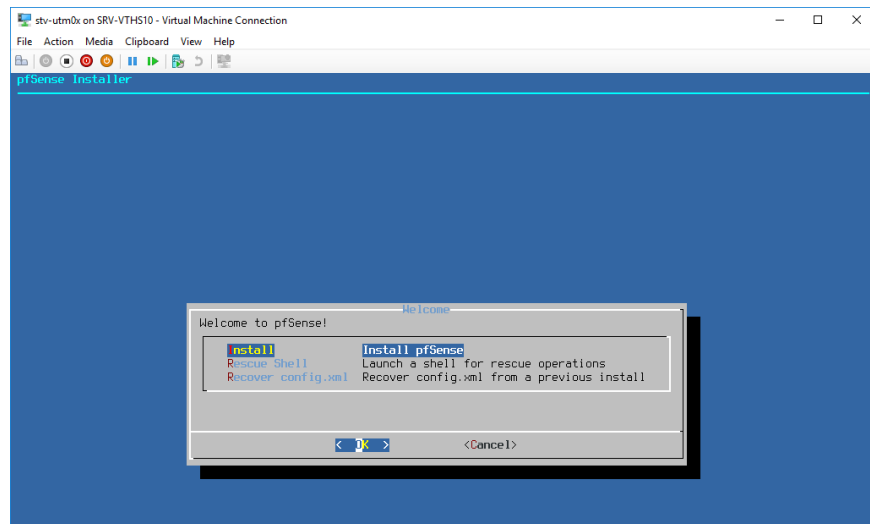 stv-utm0x on SRV-VTHS10 - Virtual Machine Connection
File Action Media Clipboard View Help
pfSense Installer
Welcome
Welcome to pfSense!
Install Install pfSense
Rescue Shell Launch a shell for rescue operations
Recover config.xml Recover config.xml from a previous install
< OK > <Cancel>